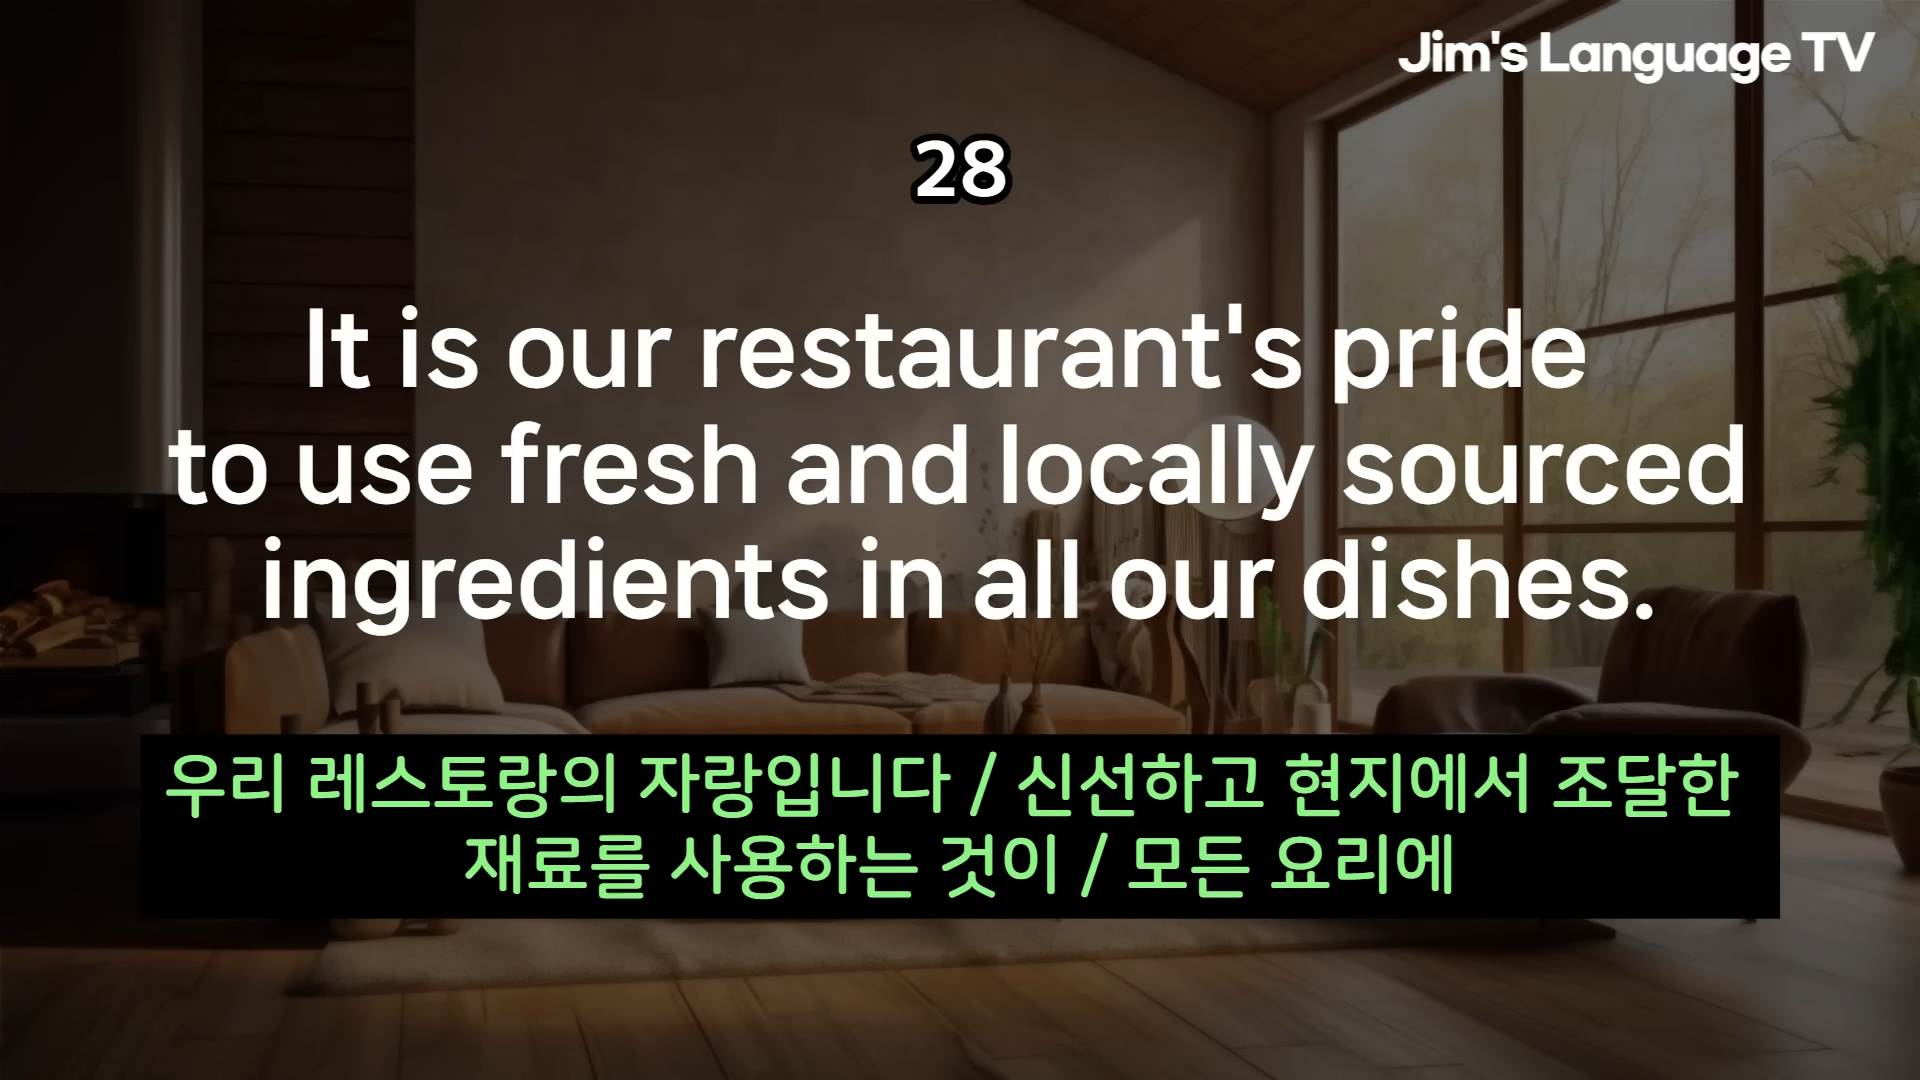 Jim's Language TV
28
It is our restaurant's pride
to use fresh and locally sourced
ingredients in all our dishes.
우리 레스토랑의 자랑입니다 / 신선하고 현지에서 조달한
재료를 사용하는 것이 / 모든 요리에